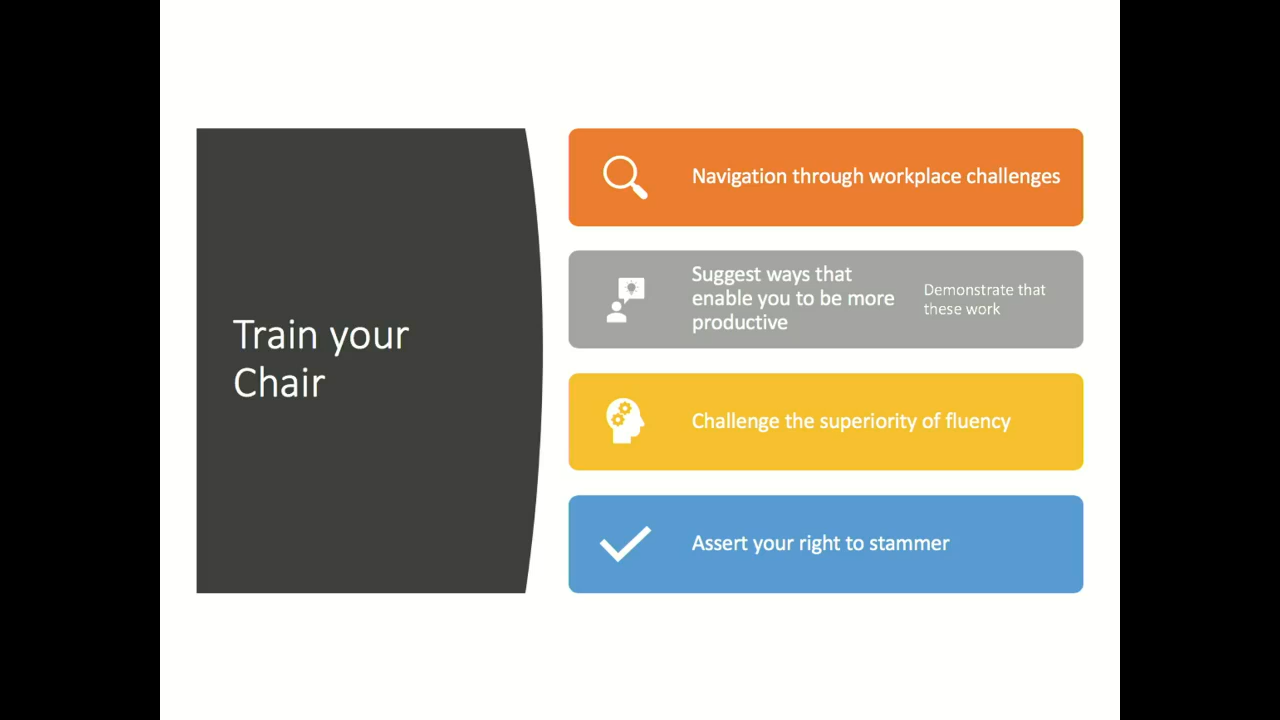 Train your
Chair
Navigation through workplace challenges
Suggest ways that
enable you to be more
productive
Demonstrate that
these work
Challenge the superiority of fluency
Assert your right to stammer